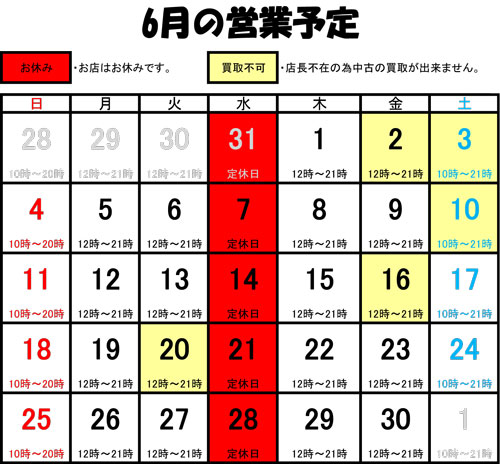 6月の営業予定
お休み ・お店はお休みです。 買取不可 ・店長不在の為中古の買取が出来ません。
日 月 火 水 木 金 土
28 29 30 31 1 2 3
10時～20時 12時～21時 12時～21時 定休日 12時～21時 12時～21時 10時～21時
4 5 6 7 8 9 10
10時～20時 12時～21時 12時～21時 定休日 12時～21時 12時～21時 10時～21時
11 12 13 14 15 16 17
10時～20時 12時～21時 12時～21時 定休日 12時～21時 12時～21時 10時～21時
18 19 20 21 22 23 24
10時～20時 12時～21時 12時～21時 定休日 12時～21時 12時～21時 10時～21時
25 26 27 28 29 30 1
10時～20時 12時～21時 12時～21時 定休日 12時～21時 12時～21時 10時～21時